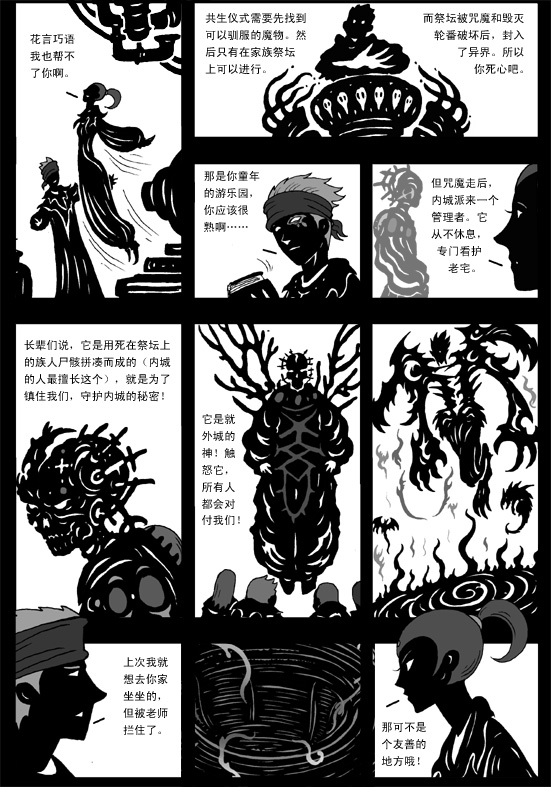 花言巧语
我也帮不
了你啊。
共生仪式需要先找到
可以驯服的魔物。然
后只有在家族祭坛
上可以进行。
而祭坛被咒魔和毁灭
轮番破坏后，封入
了异界。所以
你死心吧。
那是你童年
的游乐园，
你应该很
熟啊……
但咒魔走后，
内城派来一个
管理者。它
从不休息，
专门看护
老宅。
长辈们说，它是用死在祭坛上
的族人尸骸拼凑而成的（内城
的人最擅长这个），就是为了
镇住我们，守护内城的秘密！
它是就
外城的
神！触
怒它，
所有人
都会对
付我们！
上次我就
想去你家
坐坐的，
但被老师
拦住了。
那可不是
个友善的
地方哦！